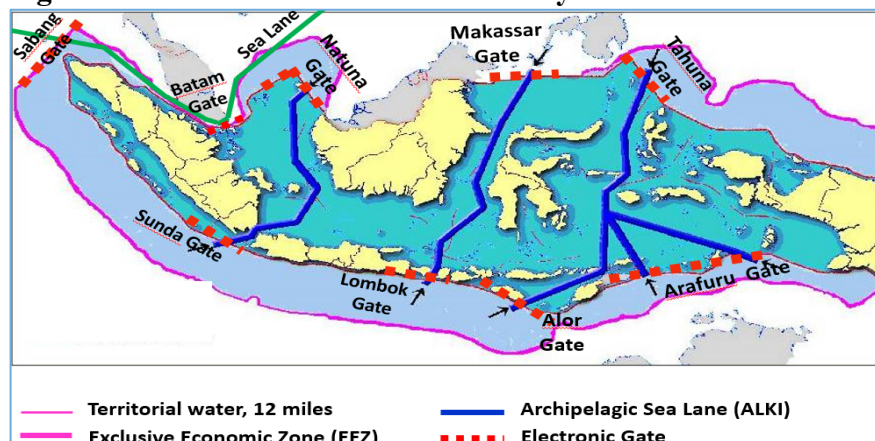 Sabang
Gate
Batam
Gate
Sea Lane
Natuna
Gate
Makassar
Gate
Tahuna
Gate
Sunda Gate
Lombok
Gate
Alor
Gate
Arafuru
Gate
Territorial water, 12 miles
Archipelagic Sea Lane (ALKI)
Exclusive Economic Zone (EEZ)
Electronic Gate